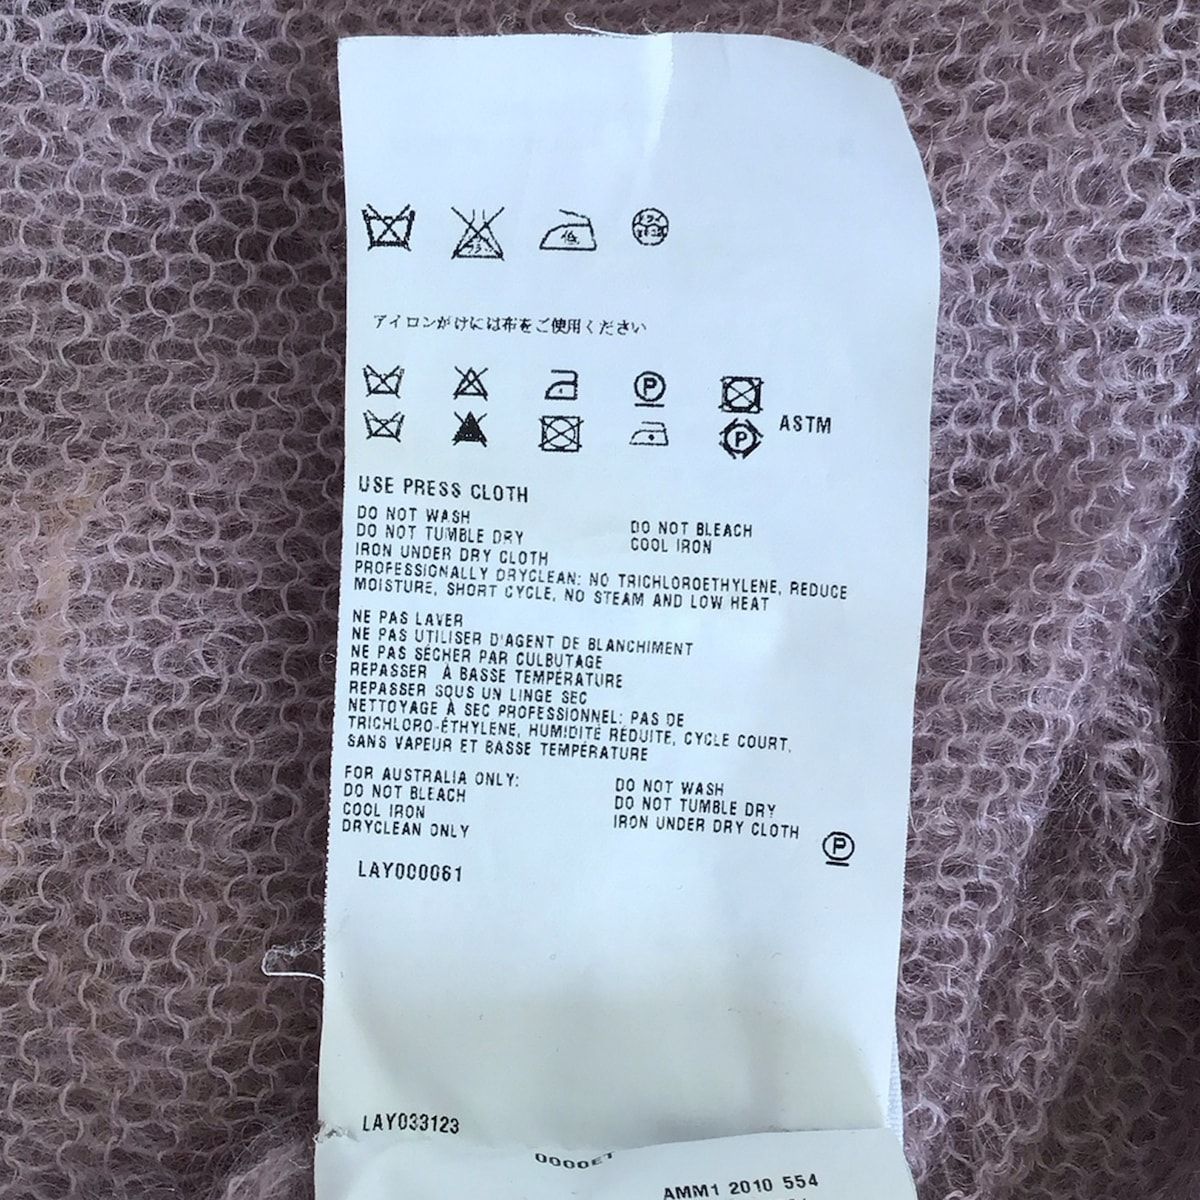 低
アイロンがけには布をご使用ください
P
P
ASTM
USE PRESS CLOTH
DO NOT WASH DO NOT BLEACH
DO NOT TUMBLE DRY COOL IRON
IRON UNDER DRY CLOTH
PROFESSIONALLY DRYCLEAN: NO TRICHLOROETHYLENE, REDUCE
MOISTURE, SHORT CYCLE, NO STEAM AND LOW HEAT
NE PAS LAVER
NE PAS UTILISER D'AGENT DE BLANCHIMENT
NE PAS SÉCHER PAR CULBUTAGE
REPASSER À BASSE TEMPÉRATURE
REPASSER SOUS UN LINGE SEC
NETTOYAGE À SEC PROFESSIONNEL: PAS DE
TRICHLORO-ÉTHYLENE, HUMIDITÉ RÉDUITE, CYCLE COURT,
SANS VAPEUR ET BASSE TEMPÉRATURE
FOR AUSTRALIA ONLY: DO NOT WASH
DO NOT BLEACH DO NOT TUMBLE DRY
COOL IRON IRON UNDER DRY CLOTH
DRYCLEAN ONLY P
LAY000061
LAY033123
AMM1 2010 554